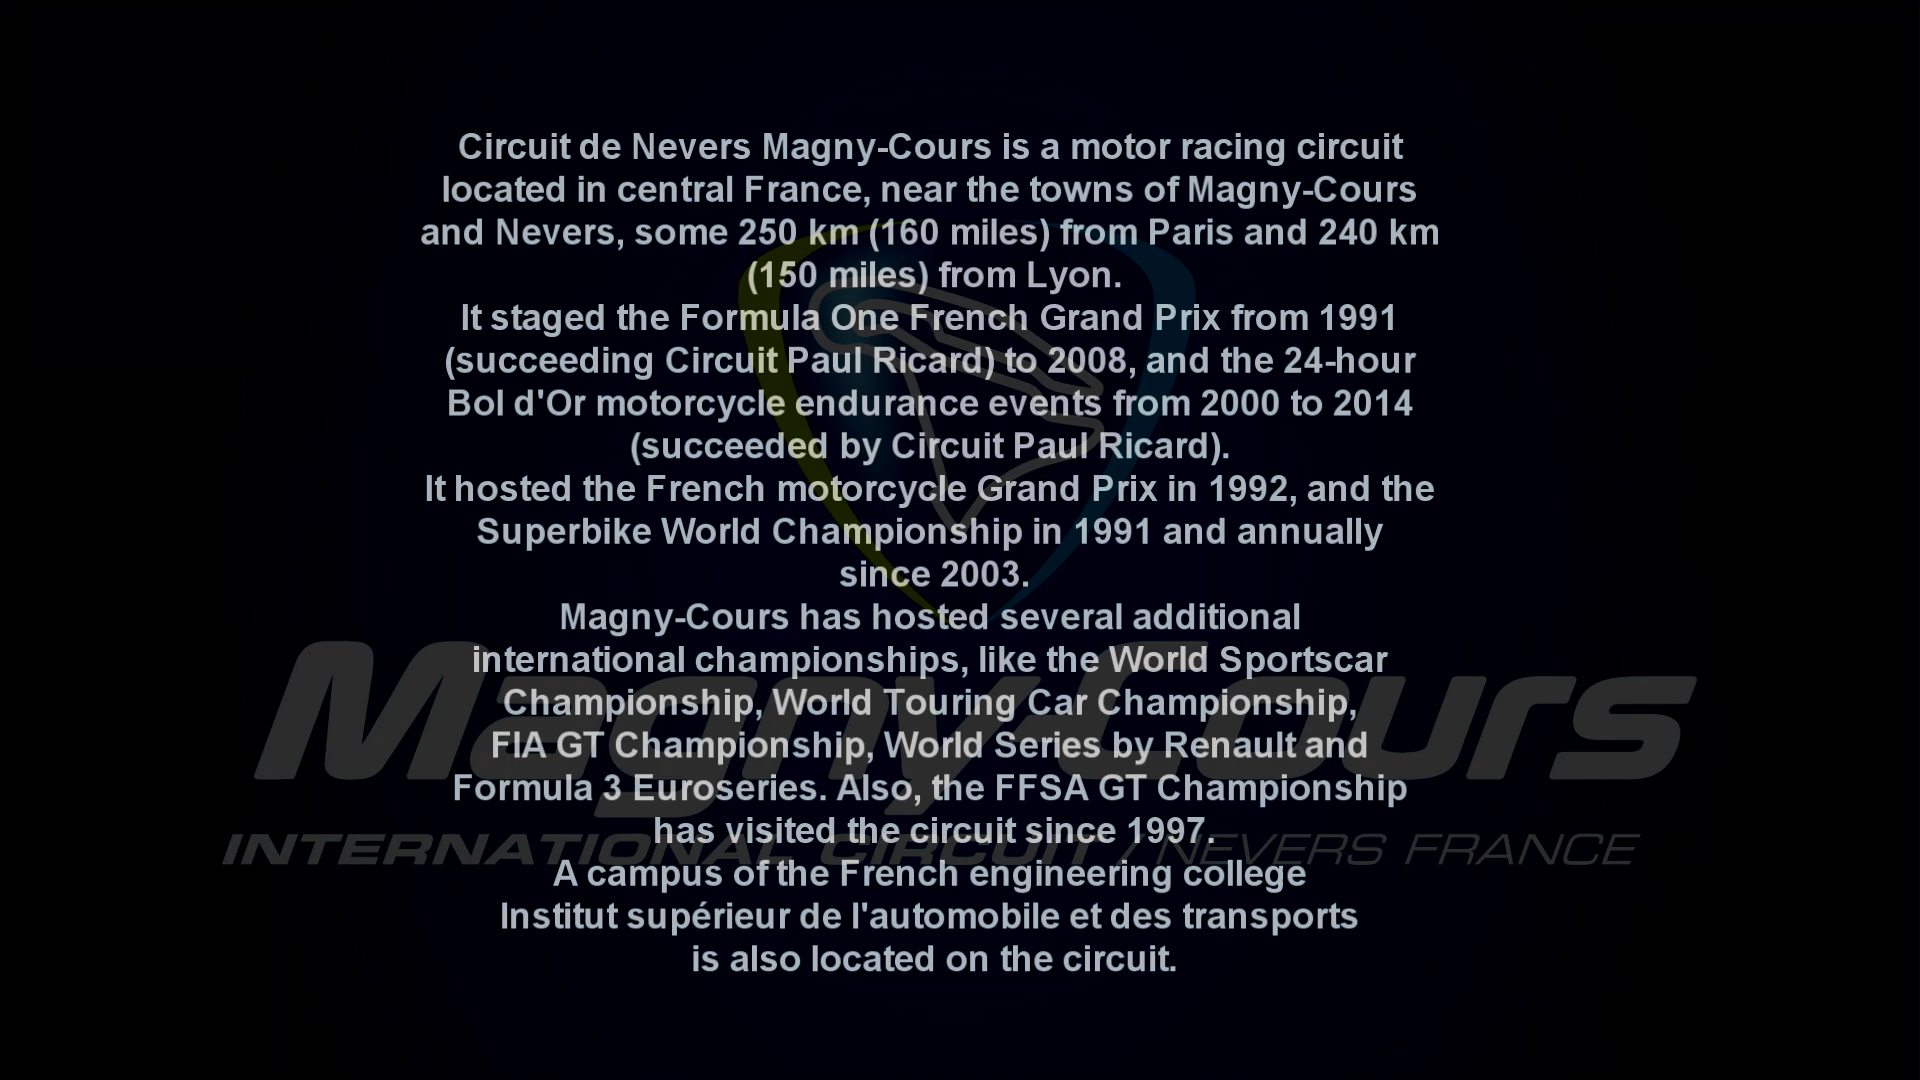 Circuit de Nevers Magny-Cours is a motor racing circuit
located in central France, near the towns of Magny-Cours
and Nevers, some 250 km (160 miles) from Paris and 240 km
(150 miles) from Lyon.
It staged the Formula One French Grand Prix from 1991
(succeeding Circuit Paul Ricard) to 2008, and the 24-hour
Bol d'Or motorcycle endurance events from 2000 to 2014
(succeeded by Circuit Paul Ricard).
It hosted the French motorcycle Grand Prix in 1992, and the
Superbike World Championship in 1991 and annually
since 2003.
Magny-Cours has hosted several additional
international championships, like the World Sportscar
Championship, World Touring Car Championship,
FIA GT Championship, World Series by Renault and
Formula 3 Euroseries. Also, the FFSA GT Championship
has visited the circuit since 1997.
A campus of the French engineering college
Institut supérieur de l'automobile et des transports
is also located on the circuit.
Magny-Cours
INTERNATIONAL CIRCUIT / NEVERS FRANCE